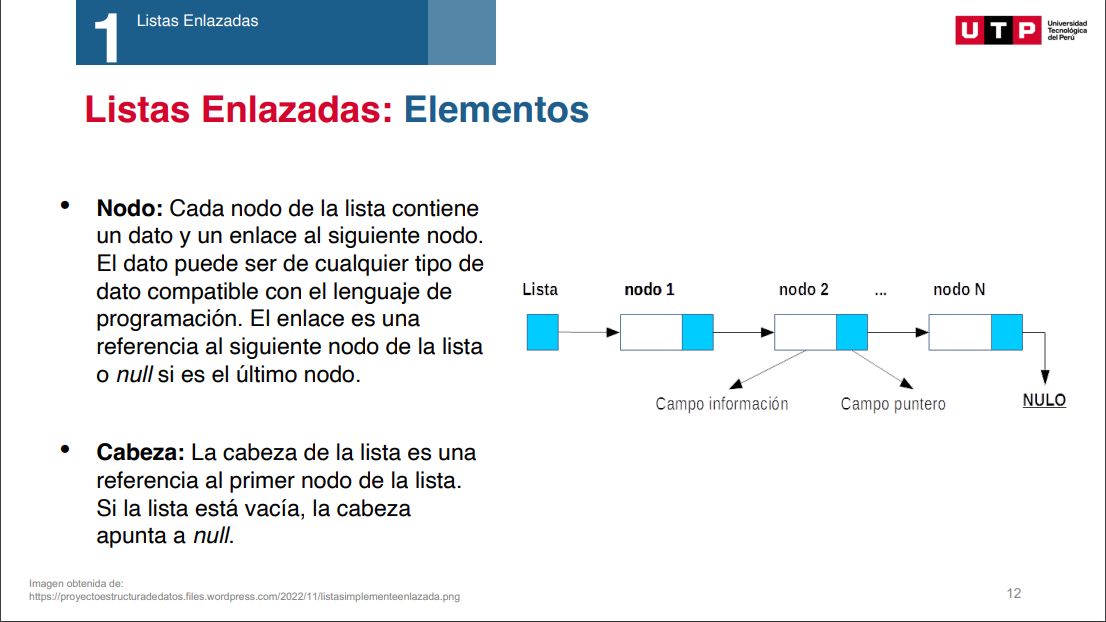 1
Listas Enlazadas
UTP
Universidad
Tecnológica
del Perú
Listas Enlazadas: Elementos
• Nodo: Cada nodo de la lista contiene
un dato y un enlace al siguiente nodo.
El dato puede ser de cualquier tipo de
dato compatible con el lenguaje de
programación. El enlace es una
referencia al siguiente nodo de la lista
o null si es el último nodo.
• Cabeza: La cabeza de la lista es una
referencia al primer nodo de la lista.
Si la lista está vacía, la cabeza
apunta a null.
Lista nodo 1 nodo 2 ... nodo N
Campo información Campo puntero NULO
Imagen obtenida de:
https://proyectoestructuradedatos.files.wordpress.com/2022/11/listasimplementeenlazada.png
12